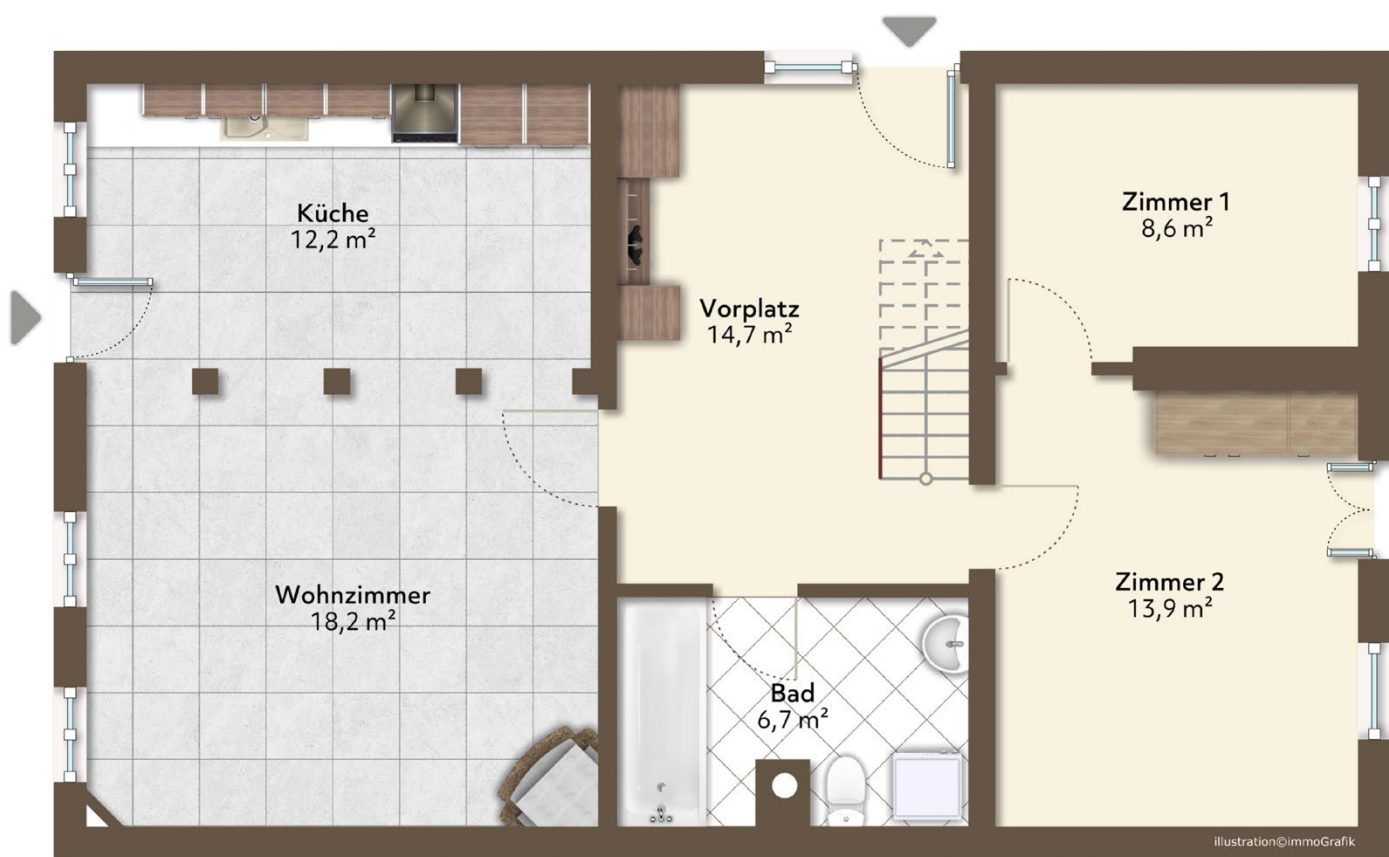 Küche
12,2 m²
Zimmer 1
8,6 m²
Vorplatz
14,7 m²
Wohnzimmer
18,2 m²
Zimmer 2
13,9 m²
Bad
6,7 m²
illustration©immoGrafik